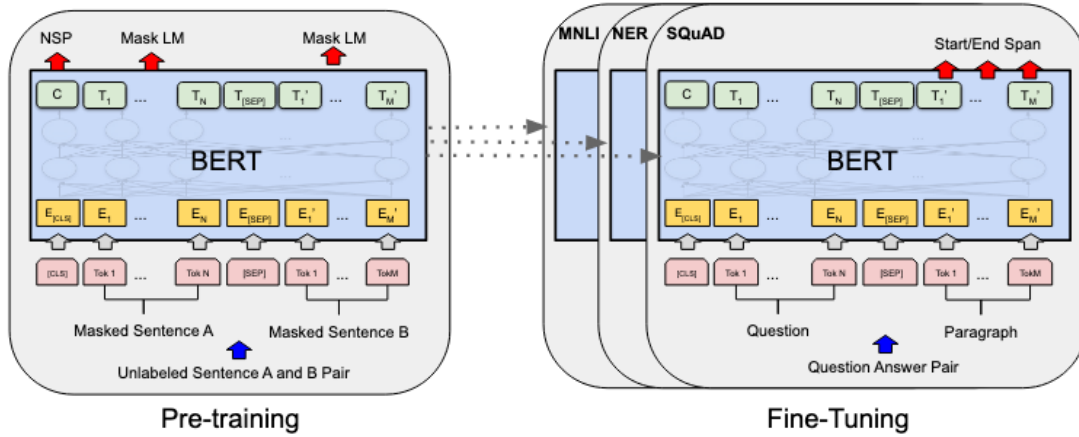 NSP Mask LM Mask LM
C T1 ... TN T[SEP] T1' ... TM'
BERT
E[CLS] E1 ... EN E[SEP] E1' ... EM'
[CLS] Tok 1 ... Tok N [SEP] Tok 1 ... TokM
Masked Sentence A Masked Sentence B
Unlabeled Sentence A and B Pair
Pre-training
MNLI NER SQuAD
Start/End Span
C T1 ... TN T[SEP] T1' ... TM'
BERT
E[CLS] E1 ... EN E[SEP] E1' ... EM'
[CLS] Tok 1 ... Tok N [SEP] Tok 1 ... TokM
Question Paragraph
Question Answer Pair
Fine-Tuning